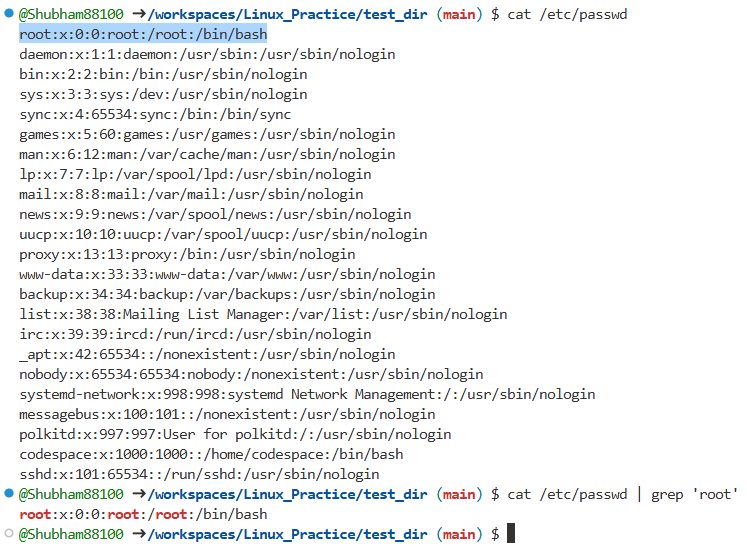 @Shubham88100 ➜/workspaces/Linux_Practice/test_dir (main) $ cat /etc/passwd
root:x:0:0:root:/root:/bin/bash
daemon:x:1:1:daemon:/usr/sbin:/usr/sbin/nologin
bin:x:2:2:bin:/bin:/usr/sbin/nologin
sys:x:3:3:sys:/dev:/usr/sbin/nologin
sync:x:4:65534:sync:/bin:/bin/sync
games:x:5:60:games:/usr/games:/usr/sbin/nologin
man:x:6:12:man:/var/cache/man:/usr/sbin/nologin
lp:x:7:7:lp:/var/spool/lpd:/usr/sbin/nologin
mail:x:8:8:mail:/var/mail:/usr/sbin/nologin
news:x:9:9:news:/var/spool/news:/usr/sbin/nologin
uucp:x:10:10:uucp:/var/spool/uucp:/usr/sbin/nologin
proxy:x:13:13:proxy:/bin:/usr/sbin/nologin
www-data:x:33:33:www-data:/var/www:/usr/sbin/nologin
backup:x:34:34:backup:/var/backups:/usr/sbin/nologin
list:x:38:38:Mailing List Manager:/var/list:/usr/sbin/nologin
irc:x:39:39:ircd:/run/ircd:/usr/sbin/nologin
_apt:x:42:65534::/nonexistent:/usr/sbin/nologin
nobody:x:65534:65534:nobody:/nonexistent:/usr/sbin/nologin
systemd-network:x:998:998:systemd Network Management:/:/usr/sbin/nologin
messagebus:x:100:101::/nonexistent:/usr/sbin/nologin
polkitd:x:997:997:User for polkitd:/:/usr/sbin/nologin
codespace:x:1000:1000::/home/codespace:/bin/bash
sshd:x:101:65534::/run/sshd:/usr/sbin/nologin
@Shubham88100 ➜/workspaces/Linux_Practice/test_dir (main) $ cat /etc/passwd | grep 'root'
root:x:0:0:root:/root:/bin/bash
@Shubham88100 ➜/workspaces/Linux_Practice/test_dir (main) $